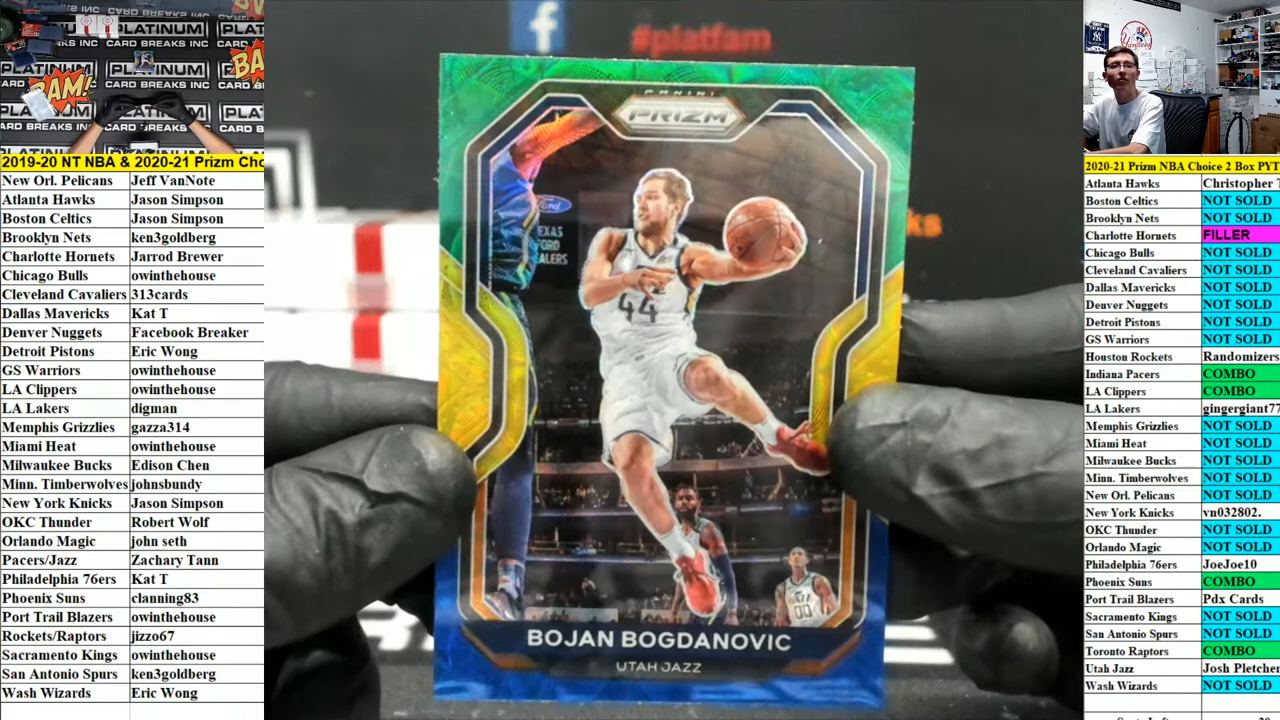 PLATINUM
CARD BREAKS INC
BAM!
2019-20 NT NBA & 2020-21 Prizm Cho
New Orl. Pelicans Jeff VanNote
Atlanta Hawks Jason Simpson
Boston Celtics Jason Simpson
Brooklyn Nets ken3goldberg
Charlotte Hornets Jarrod Brewer
Chicago Bulls owinthehouse
Cleveland Cavaliers 313cards
Dallas Mavericks Kat T
Denver Nuggets Facebook Breaker
Detroit Pistons Eric Wong
GS Warriors owinthehouse
LA Clippers owinthehouse
LA Lakers digman
Memphis Grizzlies gazza314
Miami Heat owinthehouse
Milwaukee Bucks Edison Chen
Minn. Timberwolves johnsbundy
New York Knicks Jason Simpson
OKC Thunder Robert Wolf
Orlando Magic john seth
Pacers/Jazz Zachary Tann
Philadelphia 76ers Kat T
Phoenix Suns clanning83
Port Trail Blazers owinthehouse
Rockets/Raptors jizzo67
Sacramento Kings owinthehouse
San Antonio Spurs ken3goldberg
Wash Wizards Eric Wong
#platfam
PANINI
PRIZM
Ford
44
00
BOJAN BOGDANOVIC
UTAH JAZZ
2020-21 Prizm NBA Choice 2 Box PYT
Atlanta Hawks Christopher T
Boston Celtics NOT SOLD
Brooklyn Nets NOT SOLD
Charlotte Hornets FILLER
Chicago Bulls NOT SOLD
Cleveland Cavaliers NOT SOLD
Dallas Mavericks NOT SOLD
Denver Nuggets NOT SOLD
Detroit Pistons NOT SOLD
GS Warriors NOT SOLD
Houston Rockets Randomizers
Indiana Pacers COMBO
LA Clippers COMBO
LA Lakers gingergiant77
Memphis Grizzlies NOT SOLD
Miami Heat NOT SOLD
Milwaukee Bucks NOT SOLD
Minn. Timberwolves NOT SOLD
New Orl. Pelicans NOT SOLD
New York Knicks vn032802.
OKC Thunder NOT SOLD
Orlando Magic NOT SOLD
Philadelphia 76ers JoeJoe10
Phoenix Suns COMBO
Port Trail Blazers Pdx Cards
Sacramento Kings NOT SOLD
San Antonio Spurs NOT SOLD
Toronto Raptors COMBO
Utah Jazz Josh Pletcher
Wash Wizards NOT SOLD